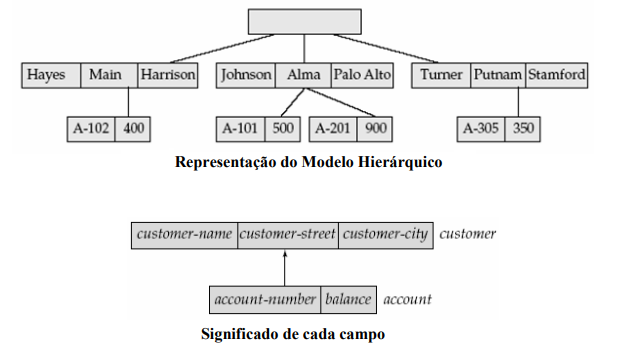 Hayes Main Harrison Johnson Alma Palo Alto Turner Putnam Stamford
A-102 400 A-101 500 A-201 900 A-305 350
Representação do Modelo Hierárquico
customer-name customer-street customer-city customer
account-number balance account
Significado de cada campo